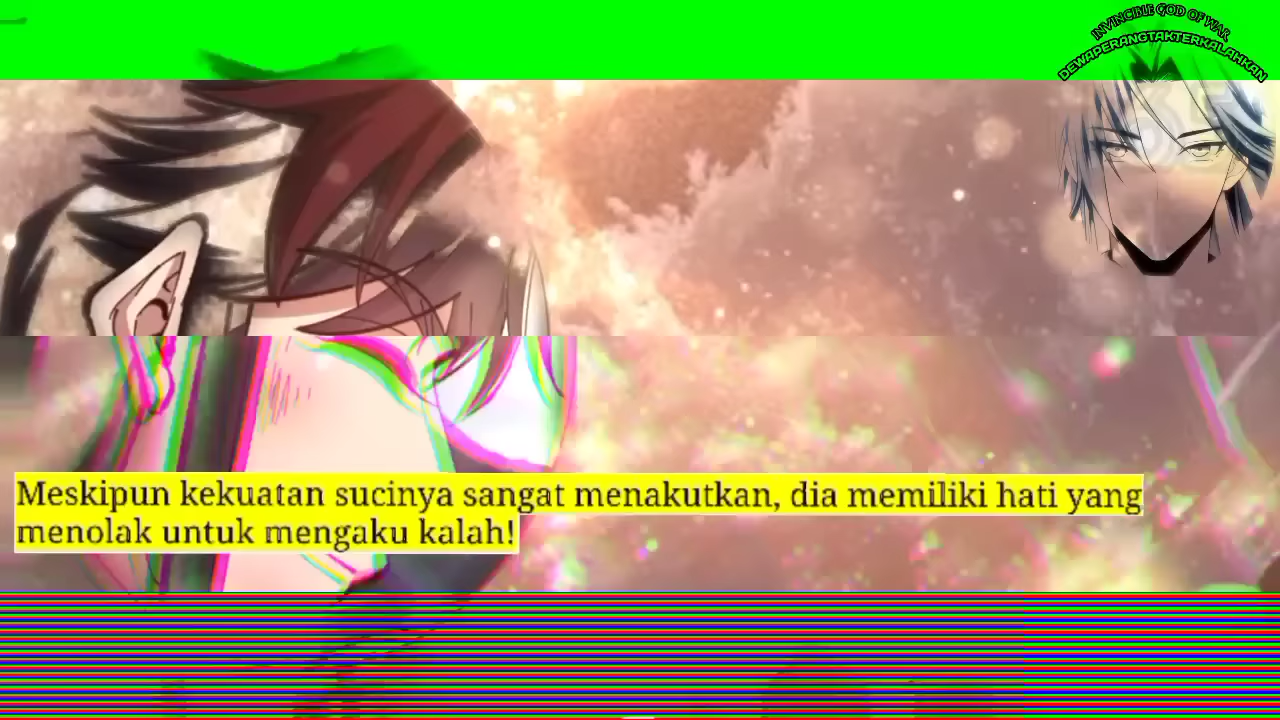 INVINCIBLE GOD OF WAR
DEWAPERANGTAKTERKALAHKAN
Meskipun kekuatan sucinya sangat menakutkan, dia memiliki hati yang
menolak untuk mengaku kalah!